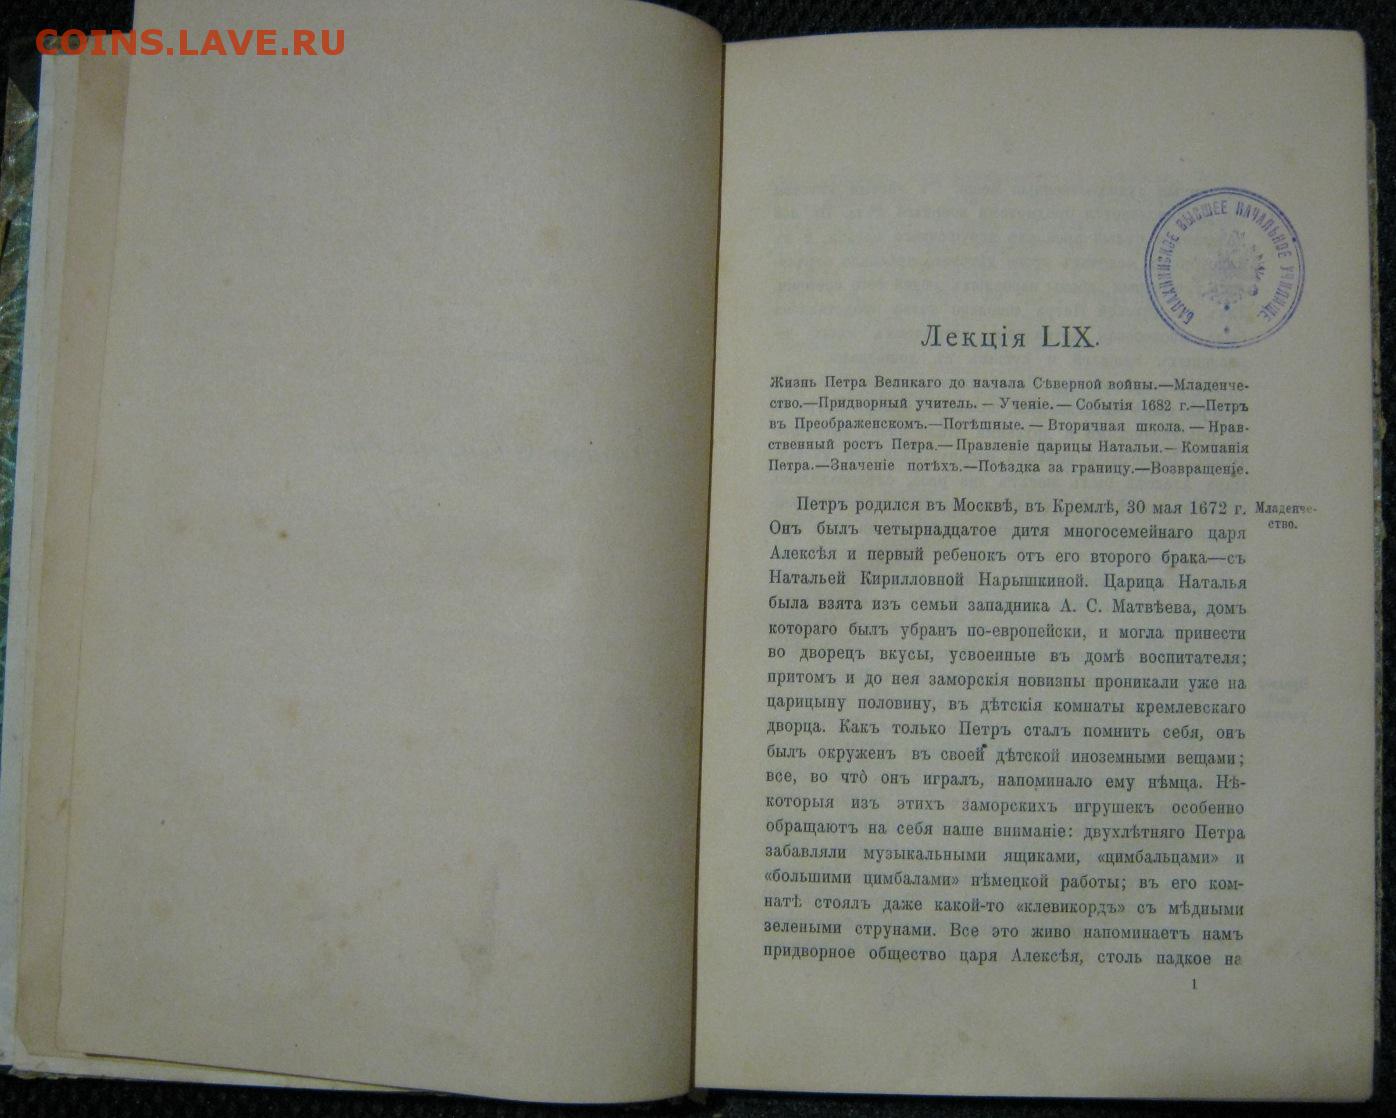 COINS.LAVE.RU
БАЛАХНИНСКОЕ ВЫСШЕЕ НАЧАЛЬНОЕ УЧИЛИЩЕ
Лекція LIX.
Жизнь Петра Великаго до начала Сѣверной войны.—Младенче-
ство.—Придворный учитель. — Ученіе. — Событія 1682 г.—Петръ
въ Преображенскомъ.—Потѣшные. — Вторичная школа. — Нрав-
ственный ростъ Петра.—Правленіе царицы Натальи.— Компанія
Петра.—Значеніе потѣхъ.—Поѣздка за границу.—Возвращеніе.
Петръ родился въ Москвѣ, въ Кремлѣ, 30 мая 1672 г.
Младенче-
ство.
Онъ былъ четырнадцатое дитя многосемейнаго царя
Алексѣя и первый ребенокъ отъ его второго брака—съ
Натальей Кирилловной Нарышкиной. Царица Наталья
была взята изъ семьи западника А. С. Матвѣева, домъ
котораго былъ убранъ по-европейски, и могла принести
во дворецъ вкусы, усвоенные въ домѣ воспитателя;
притомъ и до нея заморскія новизны проникали уже на
царицыну половину, въ дѣтскія комнаты кремлевскаго
дворца. Какъ только Петръ сталъ помнить себя, онъ
былъ окруженъ въ своей дѣтской иноземными вещами;
все, во что̀ онъ игралъ, напоминало ему нѣмца. Нѣ-
которыя изъ этихъ заморскихъ игрушекъ особенно
обращаютъ на себя наше вниманіе: двухлѣтняго Петра
забавляли музыкальными ящиками, «цимбальцами» и
«большими цимбалами» нѣмецкой работы; въ его ком-
натѣ стоялъ даже какой-то «клевикордъ» съ мѣдными
зелеными струнами. Все это живо напоминаетъ намъ
придворное общество царя Алексѣя, столь падкое на
1